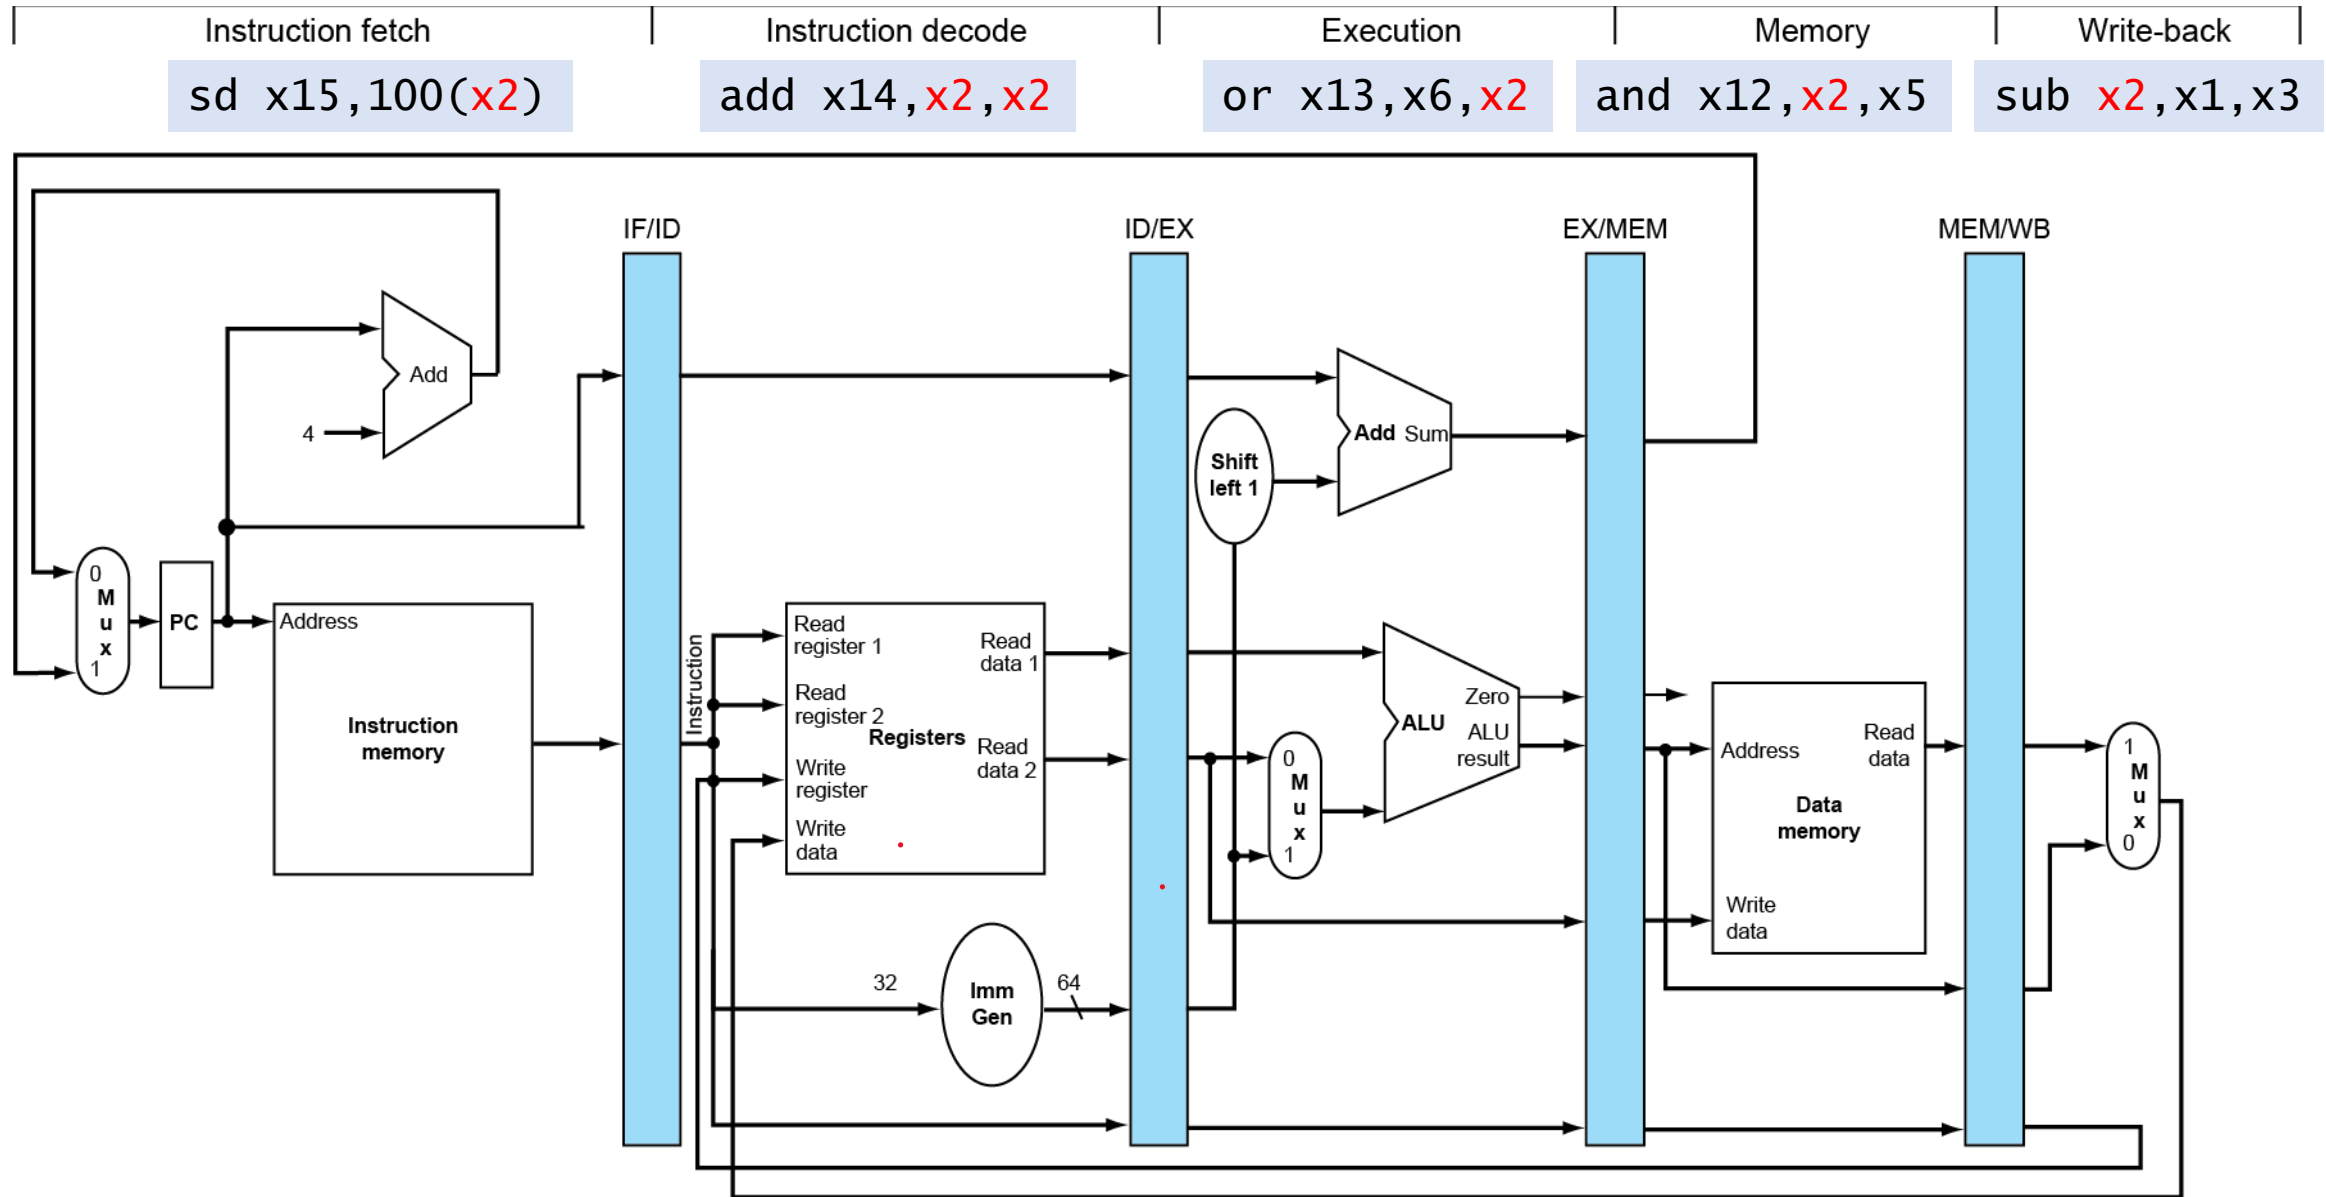 Instruction fetch
Instruction decode
Execution
Memory
Write-back
sd x15,100(x2)
add x14,x2,x2
or x13,x6,x2
and x12,x2,x5
sub x2,x1,x3
IF/ID
ID/EX
EX/MEM
MEM/WB
Add
4
Add Sum
Shift
left 1
0
M
u
x
1
PC
Address
Instruction
memory
Instruction
Read
register 1
Read
register 2
Write
register
Write
data
Registers
Read
data 1
Read
data 2
32
Imm
Gen
64
0
M
u
x
1
ALU
Zero
ALU
result
Address
Read
data
Data
memory
Write
data
1
M
u
x
0